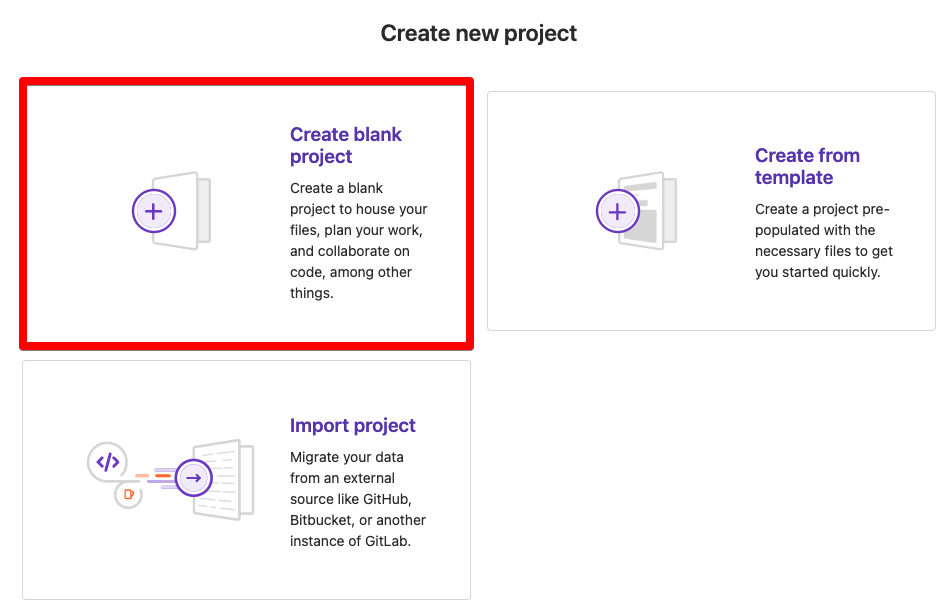 Create new project
Create blank
project
Create a blank
project to house your
files, plan your work,
and collaborate on
code, among other
things.
Create from
template
Create a project pre-
populated with the
necessary files to get
you started quickly.
Import project
Migrate your data
from an external
source like GitHub,
Bitbucket, or another
instance of GitLab.